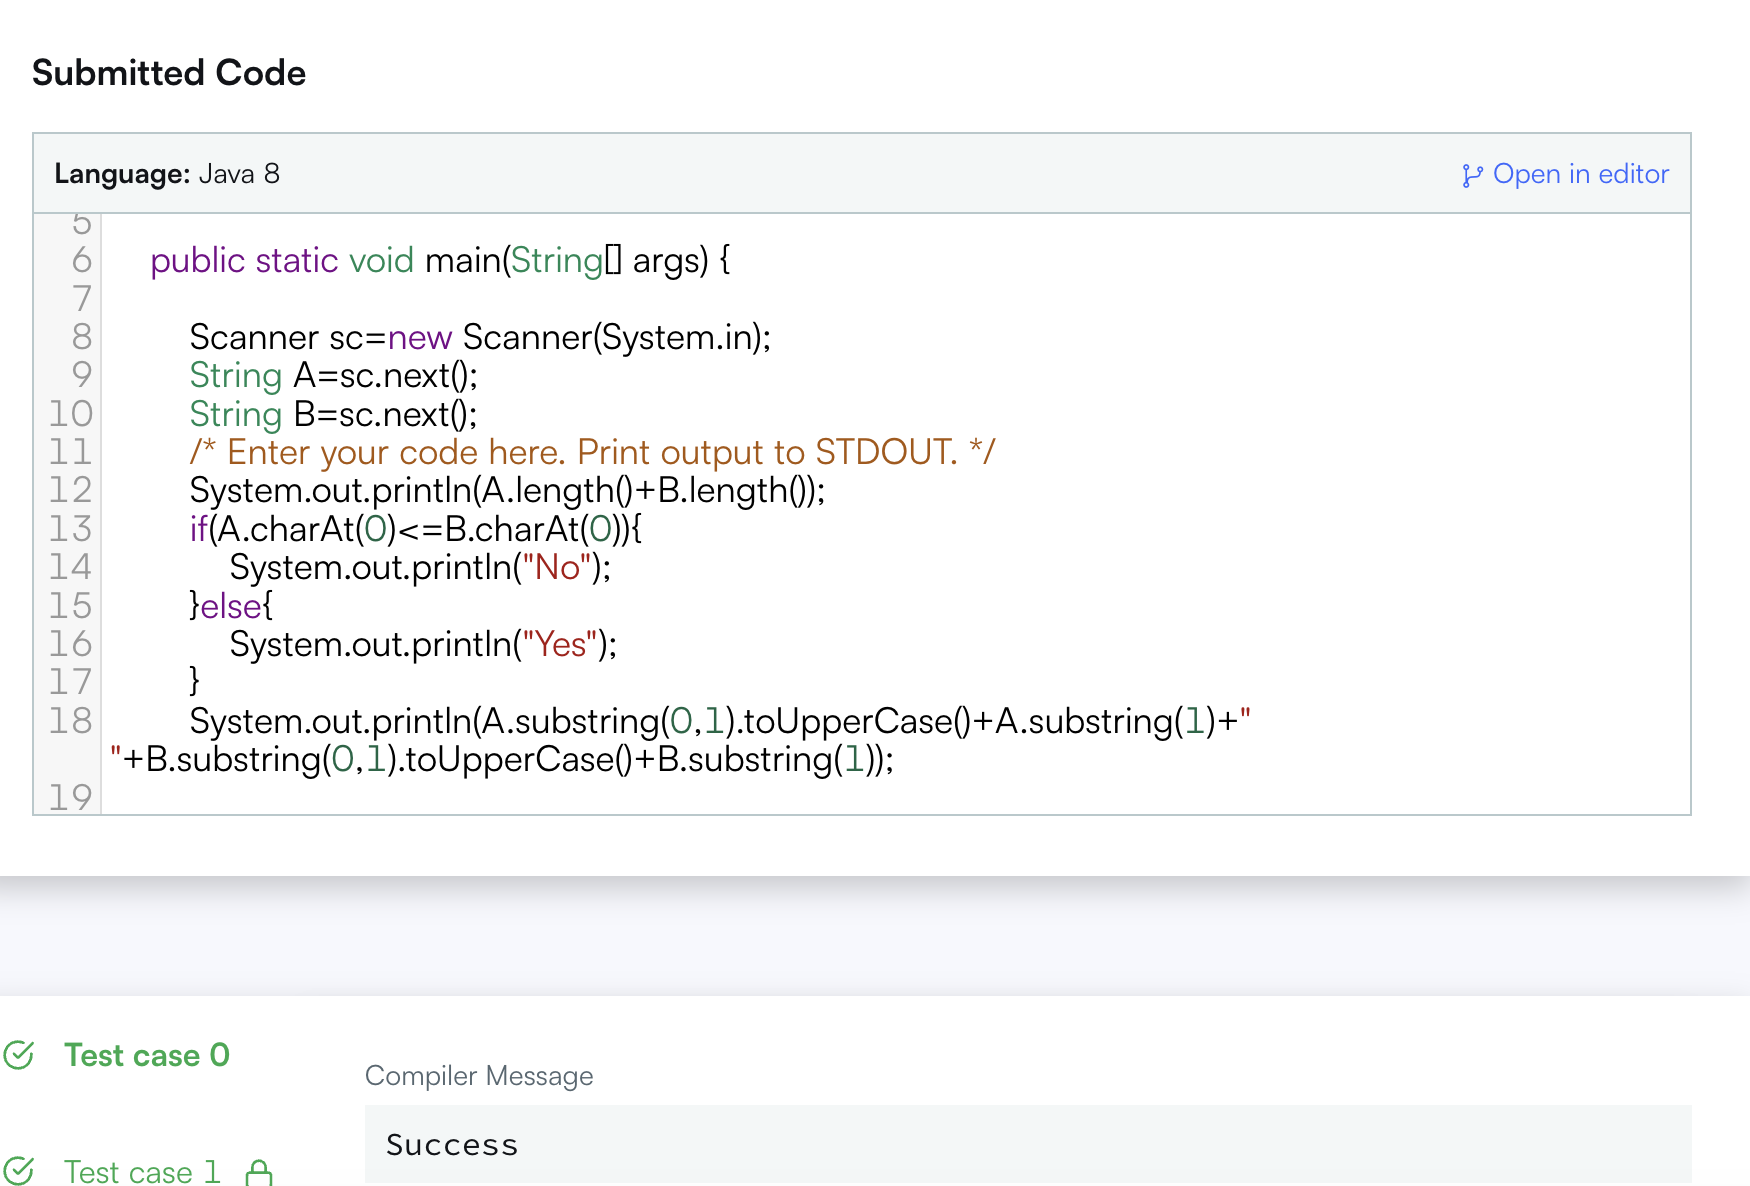 Submitted Code
Language: Java 8
Open in editor
5
6 public static void main(String[] args) {
7
8 Scanner sc=new Scanner(System.in);
9 String A=sc.next();
10 String B=sc.next();
11 /* Enter your code here. Print output to STDOUT. */
12 System.out.println(A.length()+B.length());
13 if(A.charAt(0)<=B.charAt(0)){
14 System.out.println("No");
15 }else{
16 System.out.println("Yes");
17 }
18 System.out.println(A.substring(0,1).toUpperCase()+A.substring(1)+"
"+B.substring(0,1).toUpperCase()+B.substring(1));
19
Test case 0
Compiler Message
Success
Test case 1